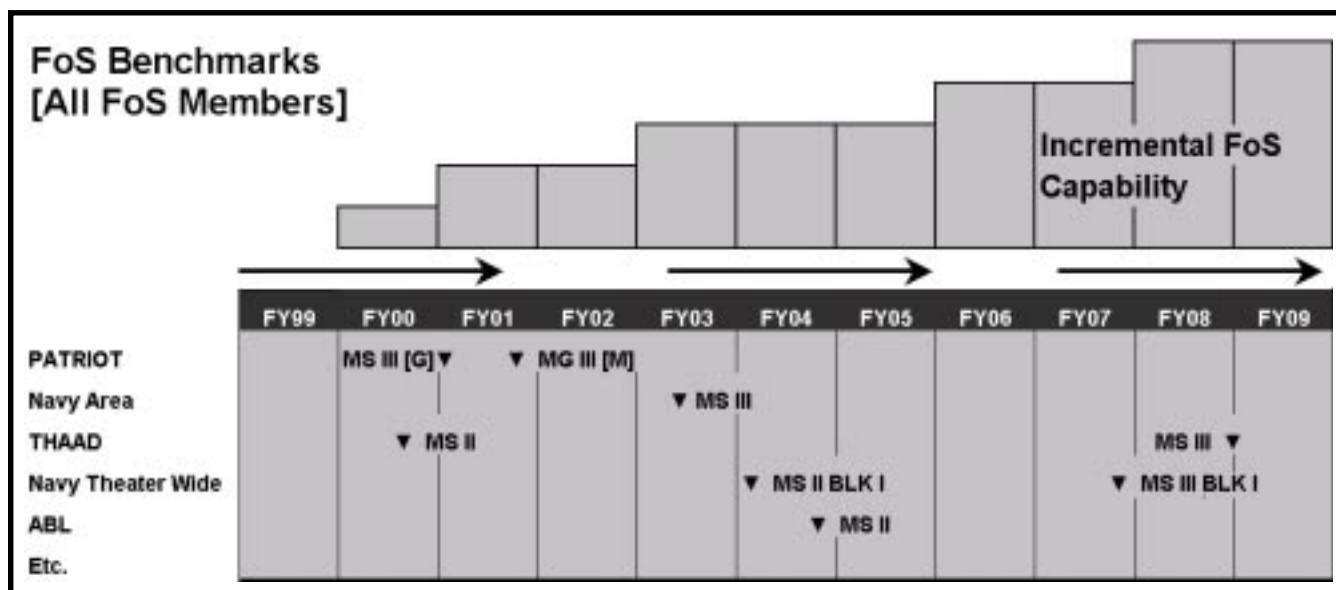 FoS Benchmarks
[All FoS Members]
Incremental FoS
Capability
FY99 FY00 FY01 FY02 FY03 FY04 FY05 FY06 FY07 FY08 FY09
PATRIOT MS III [G] MG III [M]
Navy Area MS III
THAAD MS II MS III
Navy Theater Wide MS II BLK I MS III BLK I
ABL MS II
Etc.